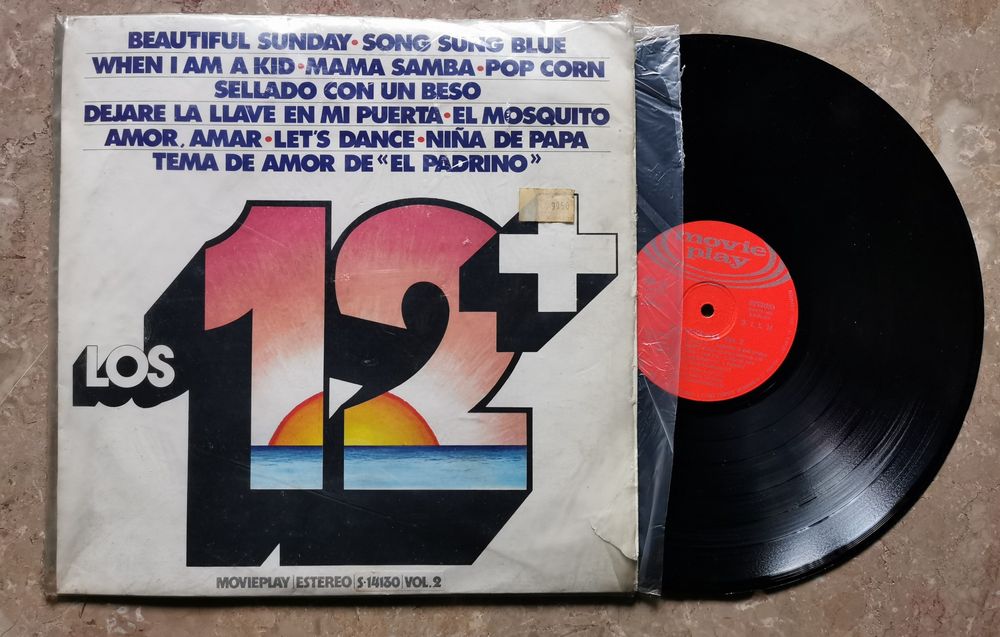 BEAUTIFUL SUNDAY•SONG SUNG BLUE
WHEN I AM A KID•MAMA SAMBA•POP CORN
SELLADO CON UN BESO
DEJARE LA LLAVE EN MI PUERTA•EL MOSQUITO
AMOR, AMAR•LET'S DANCE•NIÑA DE PAPA
TEMA DE AMOR DE "EL PADRINO"
LOS
12+
MOVIEPLAY|ESTEREO|S-14130|VOL.2
movie
play